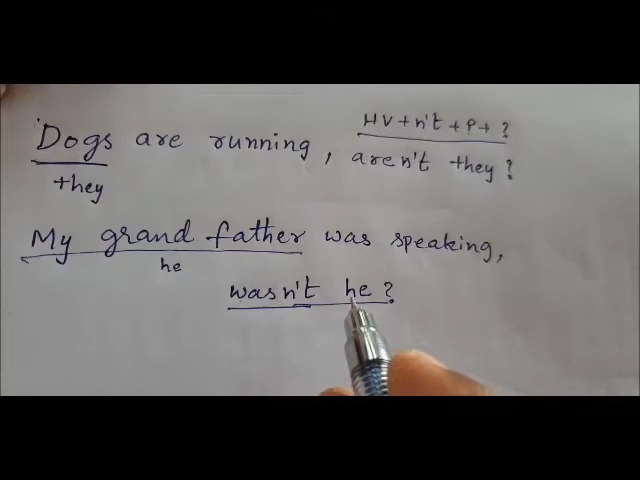 HV+n't+P+?
Dogs are running, aren't they?
they
My grand father was speaking,
he
wasn't he?